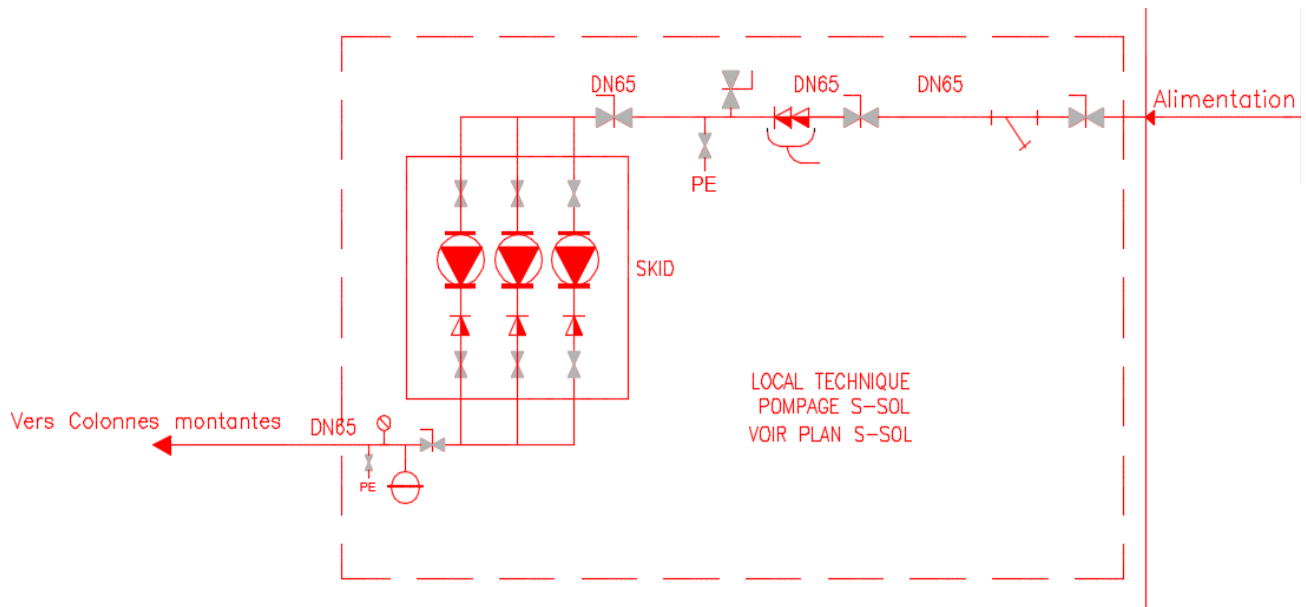 DN65
DN65
DN65
Alimentation
PE
SKID
LOCAL TECHNIQUE
POMPAGE S-SOL
VOIR PLAN S-SOL
Vers Colonnes montantes
DN65
PE